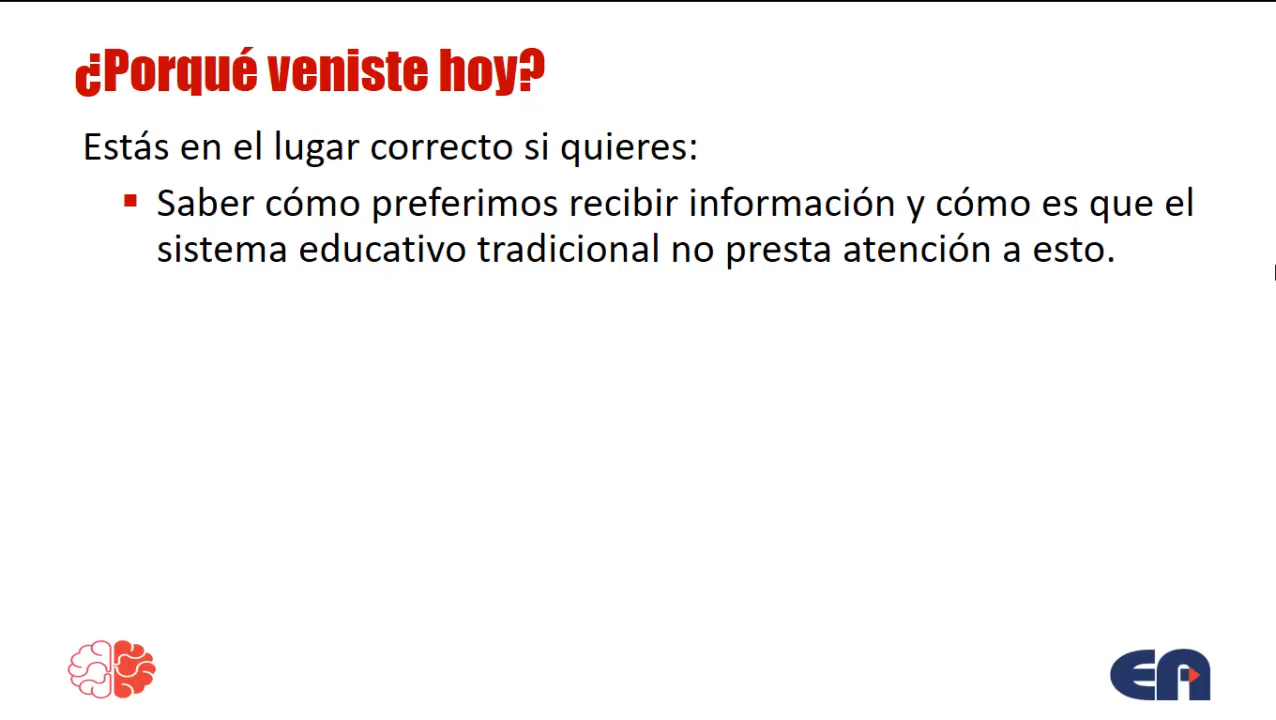 ¿Porqué veniste hoy?
Estás en el lugar correcto si quieres:
Saber cómo preferimos recibir información y cómo es que el
sistema educativo tradicional no presta atención a esto.
EA